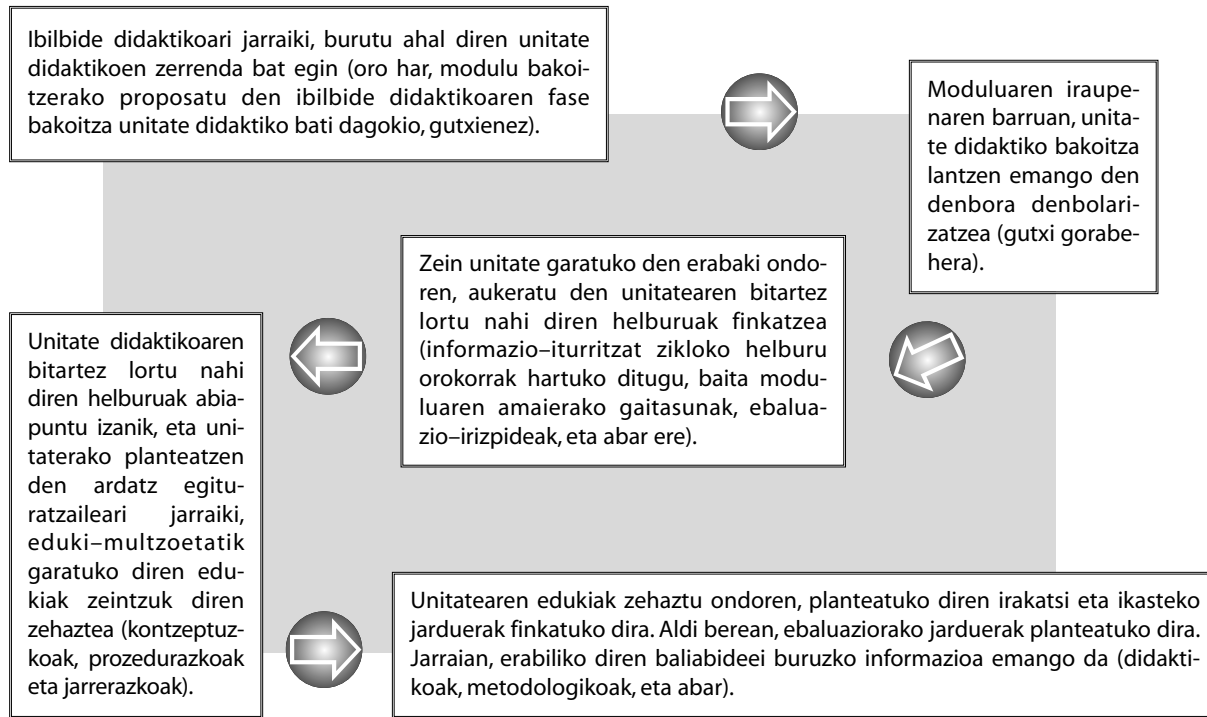 Ibilbide didaktikoari jarraiki, burutu ahal diren unitate
didaktikoen zerrenda bat egin (oro har, modulu bakoi-
tzerako proposatu den ibilbide didaktikoaren fase
bakoitza unitate didaktiko bati dagokio, gutxienez).
Moduluaren iraupe-
naren barruan, unita-
te didaktiko bakoitza
lantzen emango den
denbora denbolari-
zatzea (gutxi gorabe-
hera).
Zein unitate garatuko den erabaki ondo-
ren, aukeratu den unitatearen bitartez
lortu nahi diren helburuak finkatzea
(informazio–iturritzat zikloko helburu
orokorrak hartuko ditugu, baita modu-
luaren amaierako gaitasunak, ebalua-
zio–irizpideak, eta abar ere).
Unitate didaktikoaren
bitartez lortu nahi
diren helburuak abia-
puntu izanik, eta uni-
taterako planteatzen
den ardatz egitu-
ratzaileari jarraiki,
eduki–multzoetatik
garatuko diren edu-
kiak zeintzuk diren
zehaztea (kontzeptuz-
koak, prozedurazkoak
eta jarrerazkoak).
Unitatearen edukiak zehaztu ondoren, planteatuko diren irakatsi eta ikasteko
jarduerak finkatuko dira. Aldi berean, ebaluaziorako jarduerak planteatuko dira.
Jarraian, erabiliko diren baliabideei buruzko informazioa emango da (didakti-
koak, metodologikoak, eta abar).